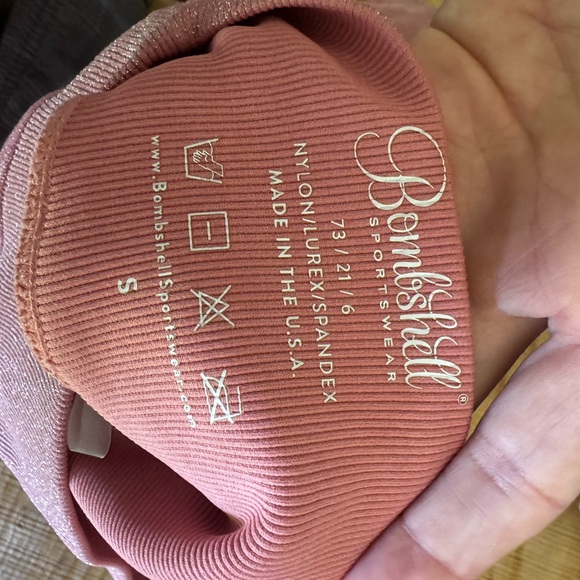 Bombshell®
SPORTSWEAR
73 / 21 / 6
NYLON/LUREX/SPANDEX
MADE IN THE U.S.A.
www.BombshellSportswear.com
S